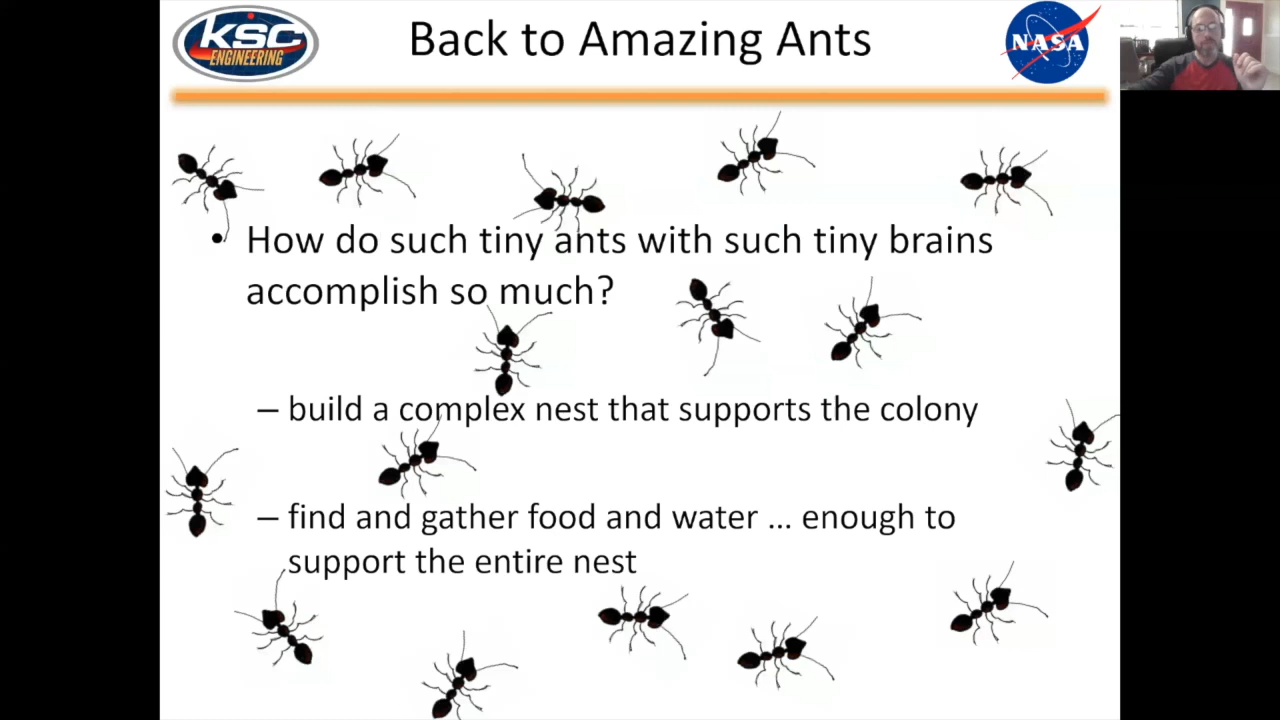 KSC
ENGINEERING
Back to Amazing Ants
NASA
• How do such tiny ants with such tiny brains
accomplish so much?
– build a complex nest that supports the colony
– find and gather food and water ... enough to
support the entire nest